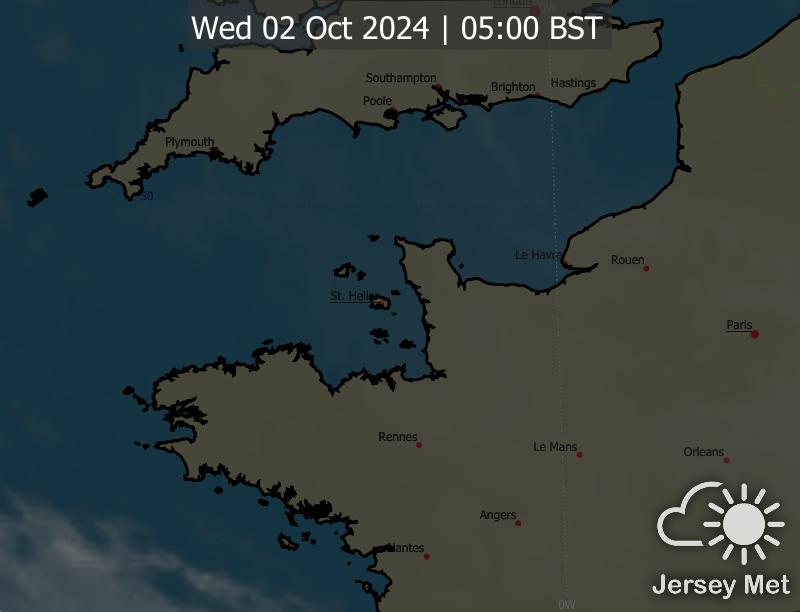 London
0W
Wed 02 Oct 2024 | 05:00 BST
Southampton
Brighton
Hastings
Poole
Plymouth
50
Le Havre
Rouen
St. Helier
Paris
Rennes
Le Mans
Orleans
Angers
Nantes
Jersey Met
0W